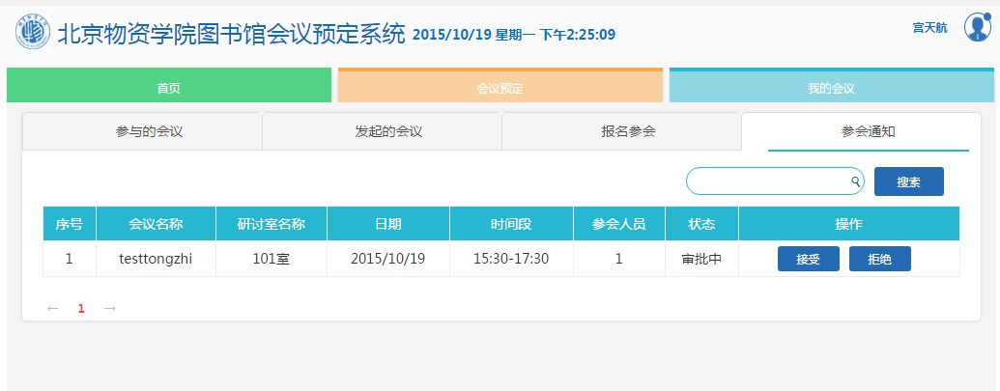 北京物资学院图书馆会议预定系统 2015/10/19 星期一 下午2:25:09 宫天航
首页 会议预定 我的会议
参与的会议 发起的会议 报名参会 参会通知
搜索
序号 会议名称 研讨室名称 日期 时间段 参会人员 状态 操作
1 testtongzhi 101室 2015/10/19 15:30-17:30 1 审批中 接受 拒绝
← 1 →